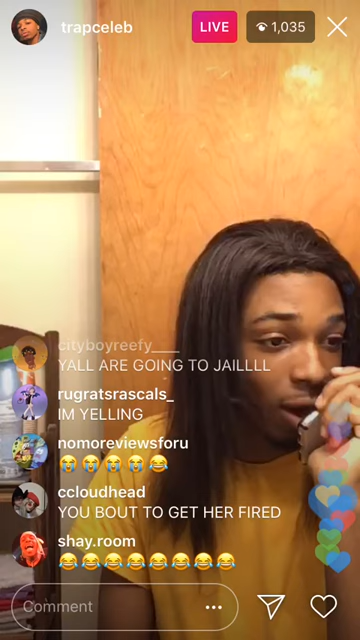 trapceleb
LIVE
1,035
cityboyreefy____
YALL ARE GOING TO JAILLLL
rugratsrascals_
IM YELLING
nomoreviewsforu
😭😭😭😭😂
ccloudhead
YOU BOUT TO GET HER FIRED
shay.room
😂😂😂😂😂😂😂😂
Comment